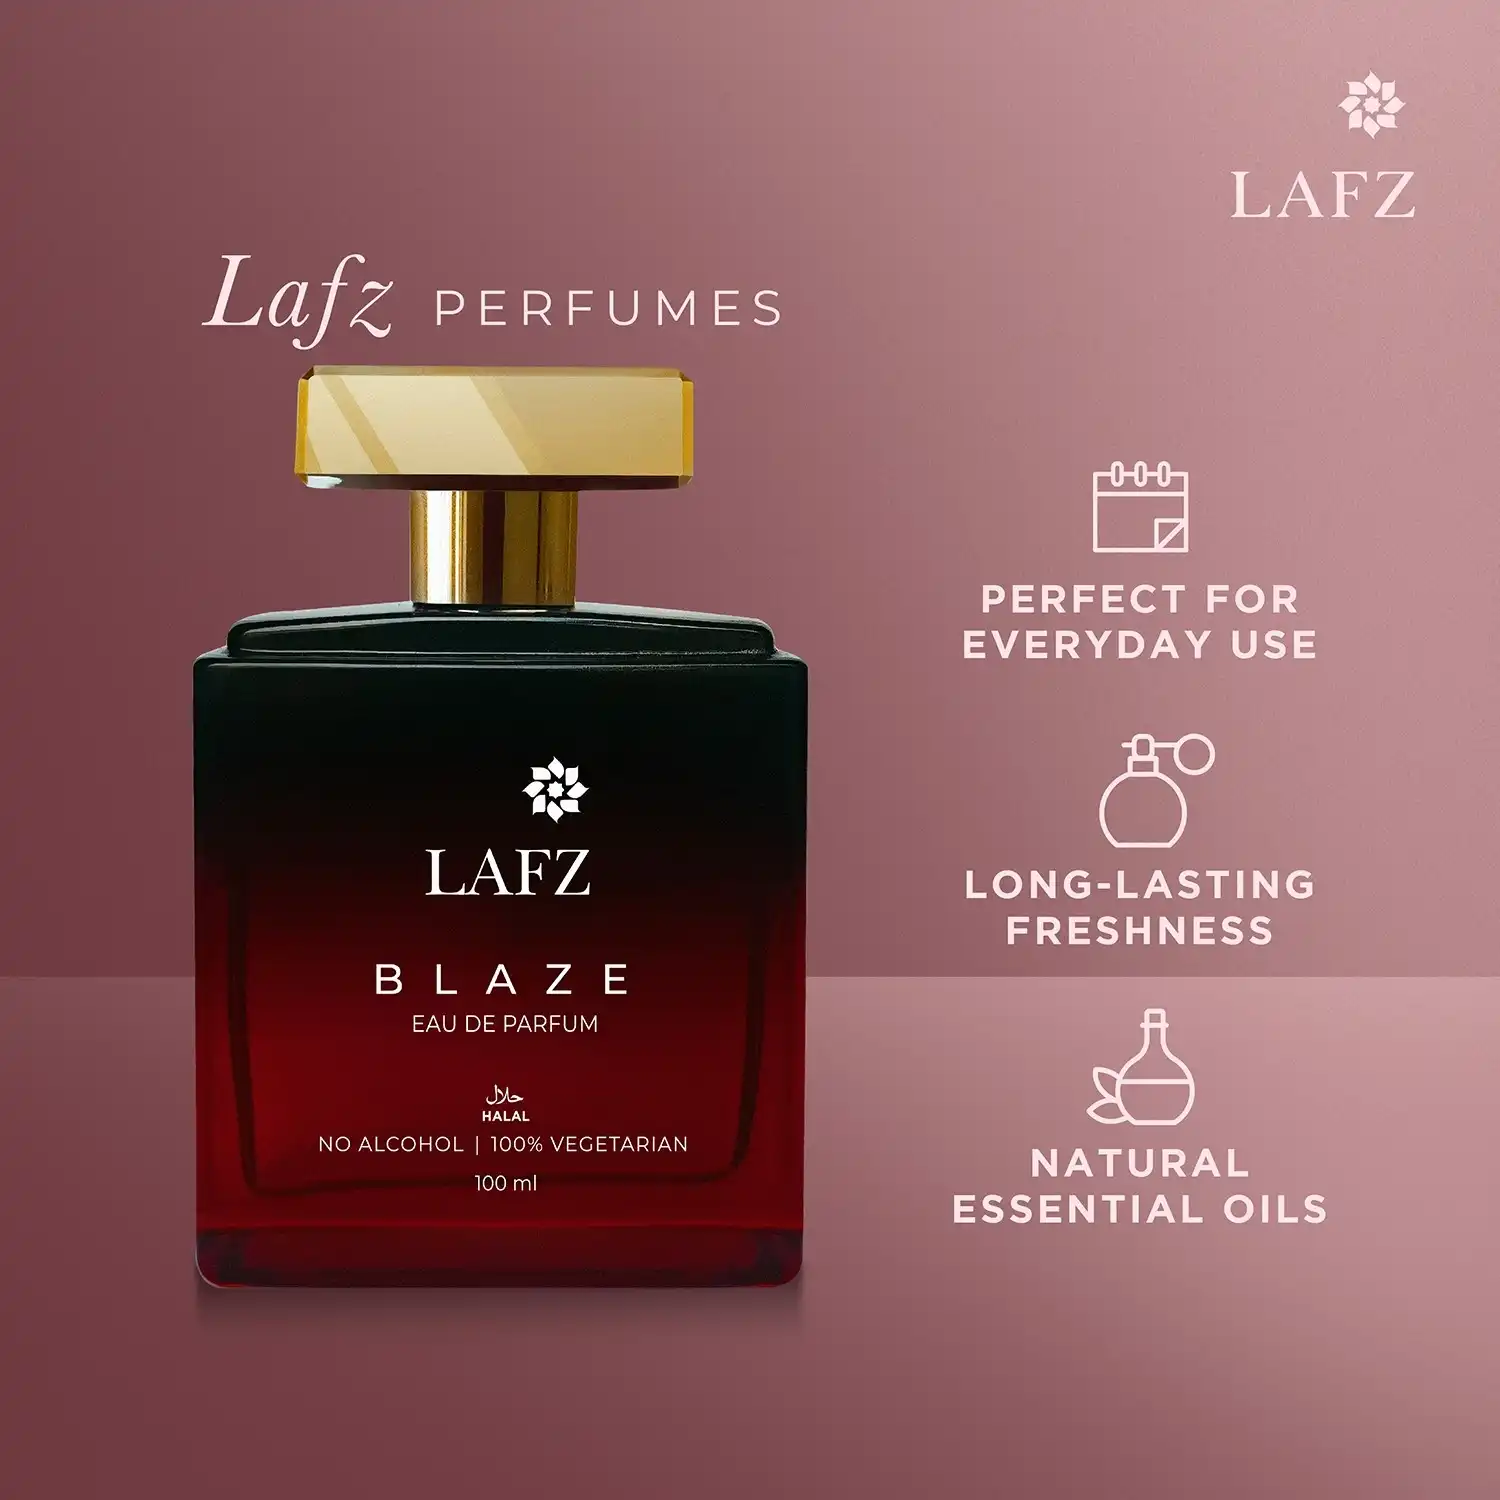 LAFZ
Lafz PERFUMES
LAFZ
BLAZE
EAU DE PARFUM
حلال
HALAL
NO ALCOHOL | 100% VEGETARIAN
100 ml
PERFECT FOR
EVERYDAY USE
LONG-LASTING
FRESHNESS
NATURAL
ESSENTIAL OILS